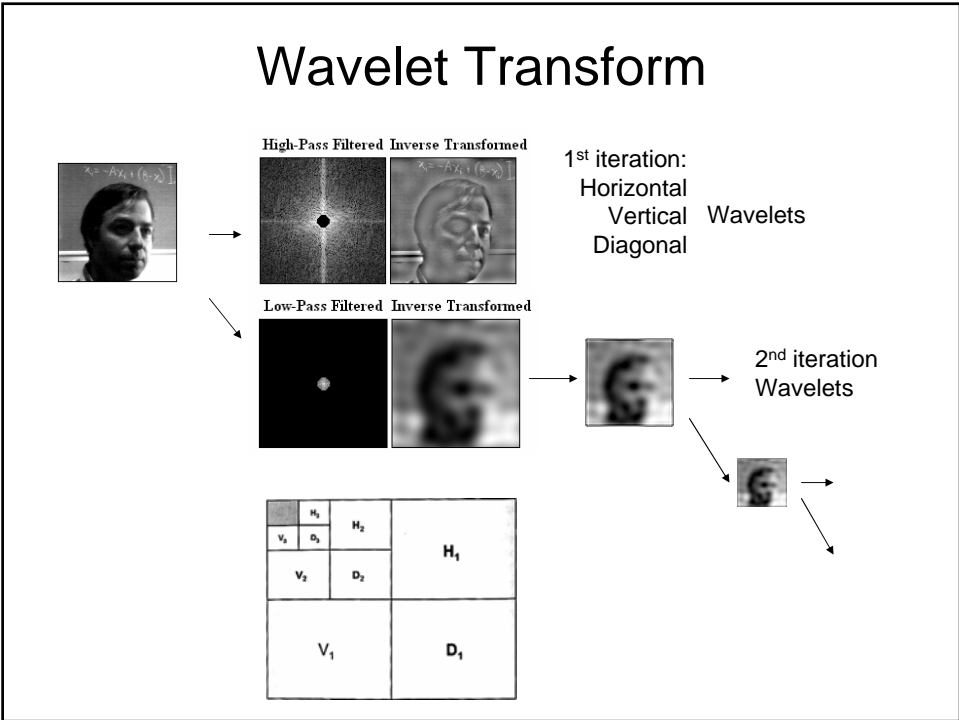 Wavelet Transform
High-Pass Filtered Inverse Transformed
1st iteration:
Horizontal
Vertical
Diagonal
Wavelets
Low-Pass Filtered Inverse Transformed
2nd iteration
Wavelets
H3
V3 D3
H2
V2 D2
H1
V1 D1